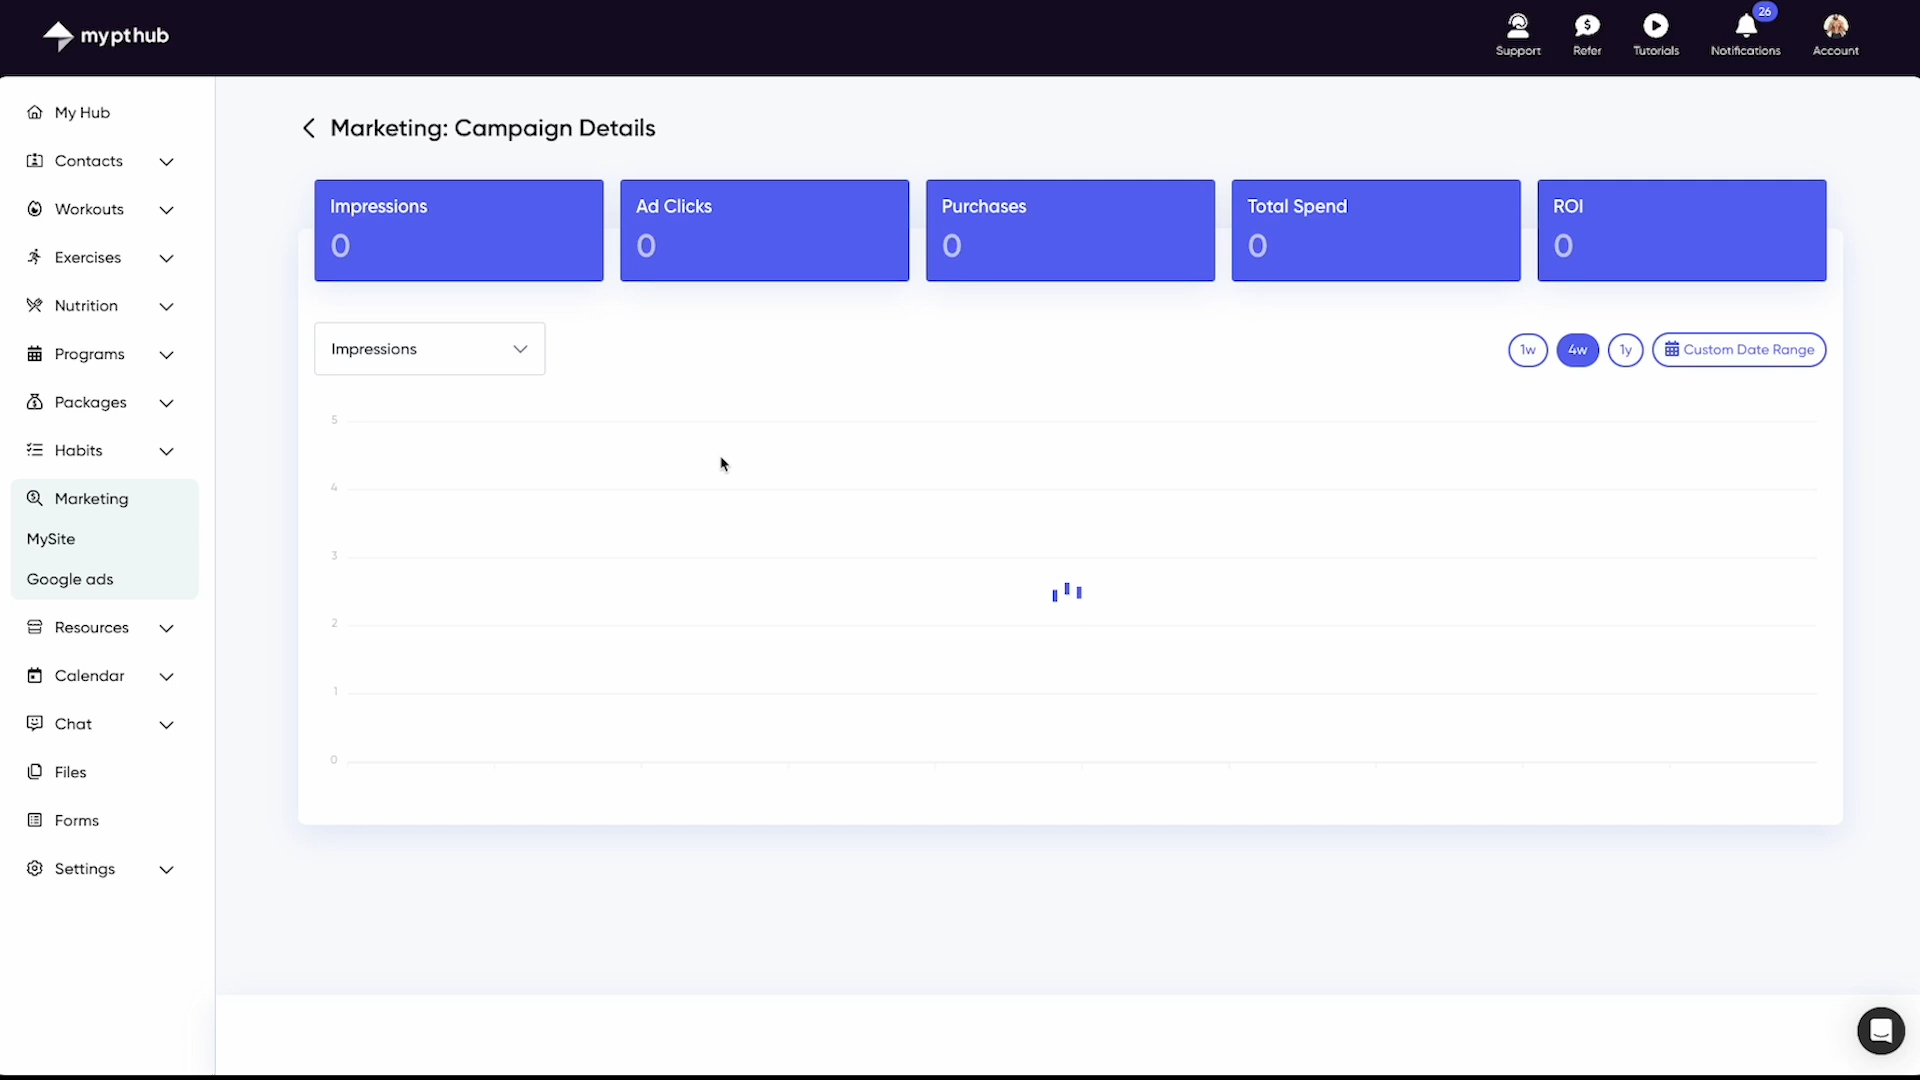 mypthub
Support
Refer
Tutorials
26
Notifications
Account
My Hub
Contacts
Workouts
Exercises
Nutrition
Programs
Packages
Habits
Marketing
MySite
Google ads
Resources
Calendar
Chat
Files
Forms
Settings
Marketing: Campaign Details
Impressions
0
Ad Clicks
0
Purchases
0
Total Spend
0
ROI
0
Impressions
1w
4w
1y
Custom Date Range
5
4
3
2
1
0